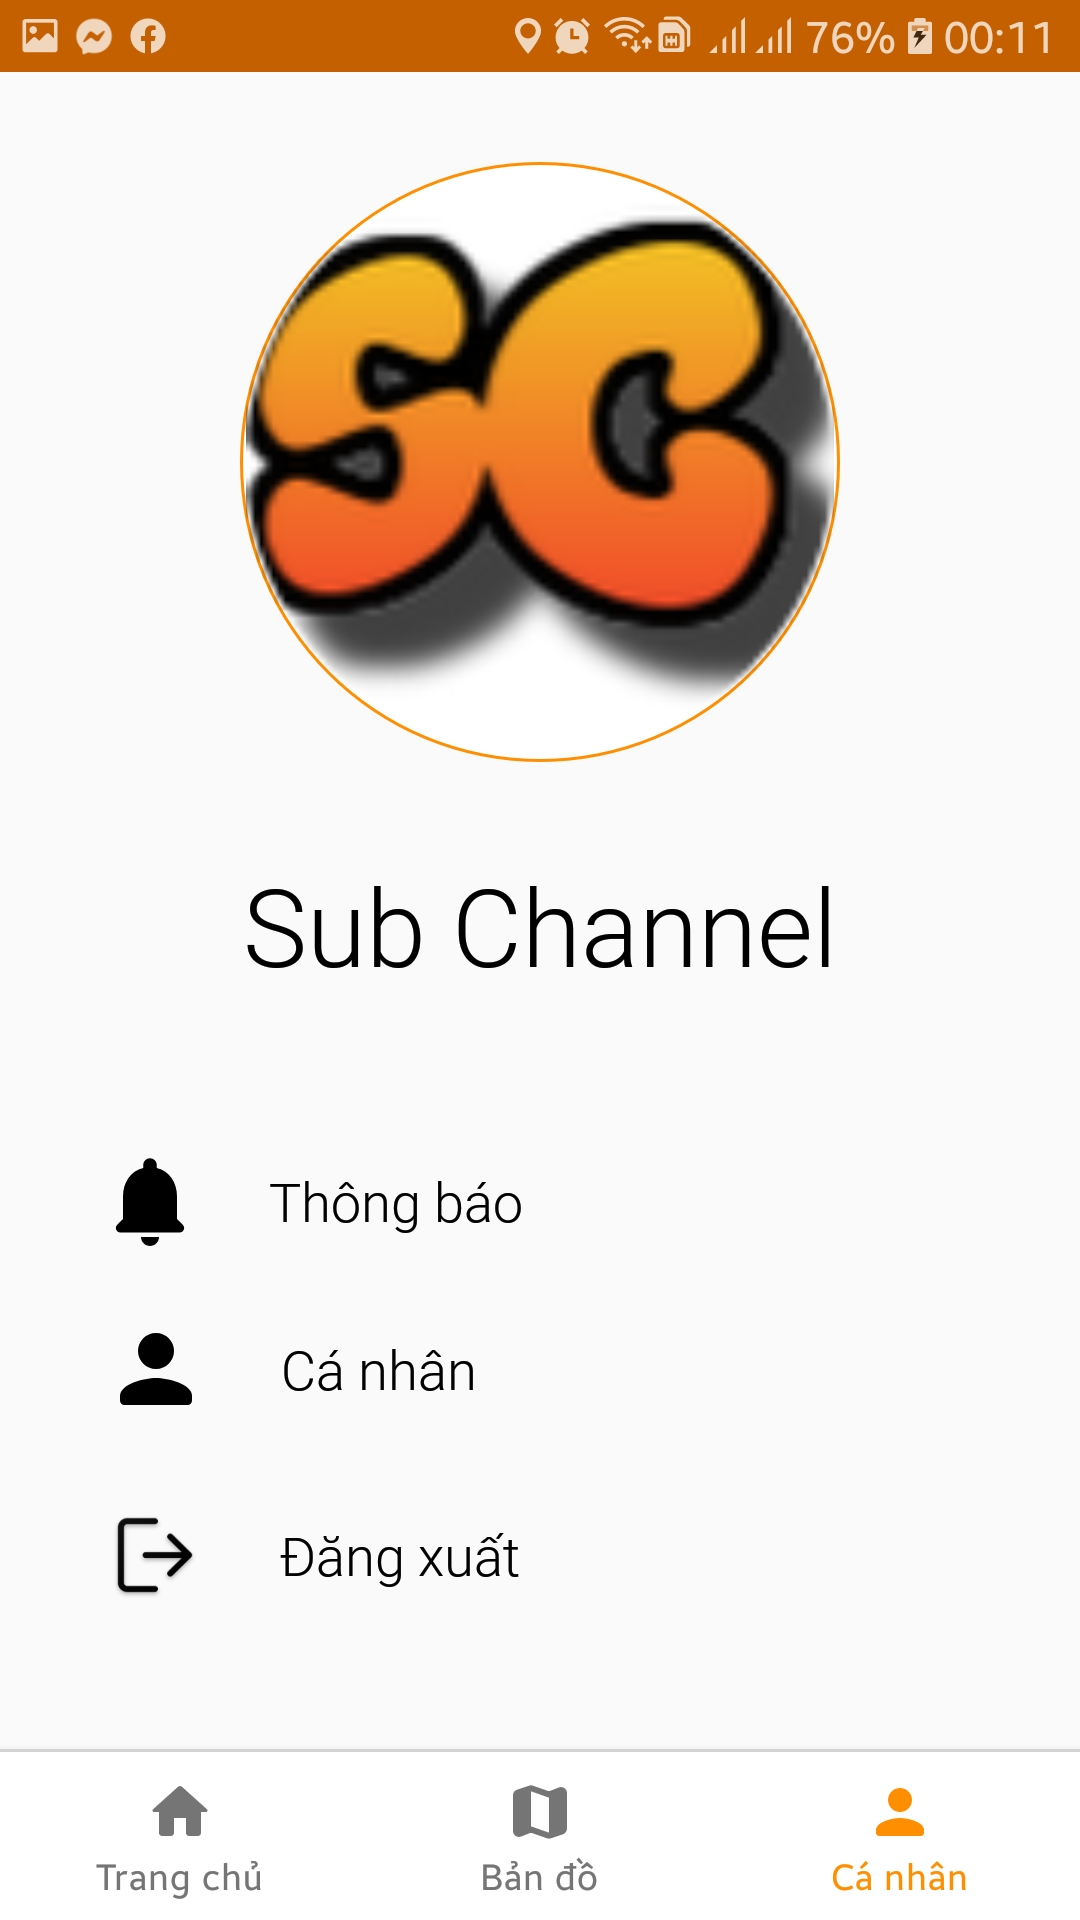 76% 00:11
SC
Sub Channel
Thông báo
Cá nhân
Đăng xuất
Trang chủ
Bản đồ
Cá nhân